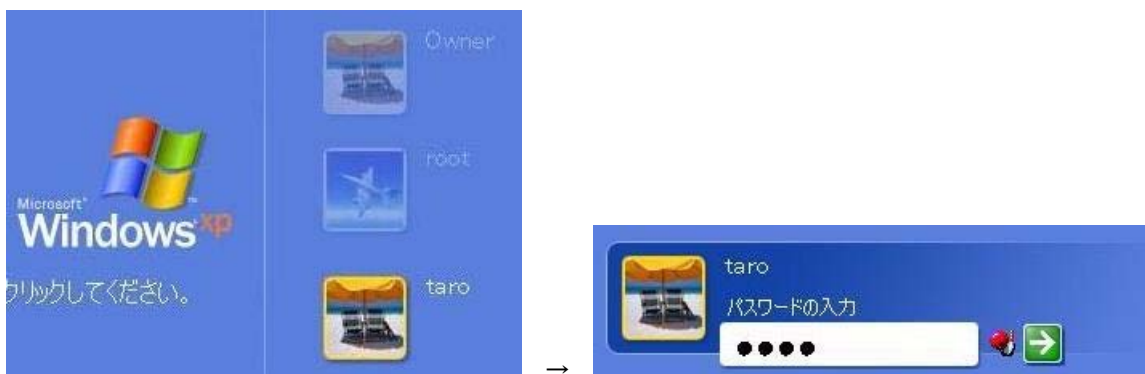 Owner
root
Microsoft®
Windows xp™
クリックしてください。
taro
→
taro
パスワードの入力
●●●●